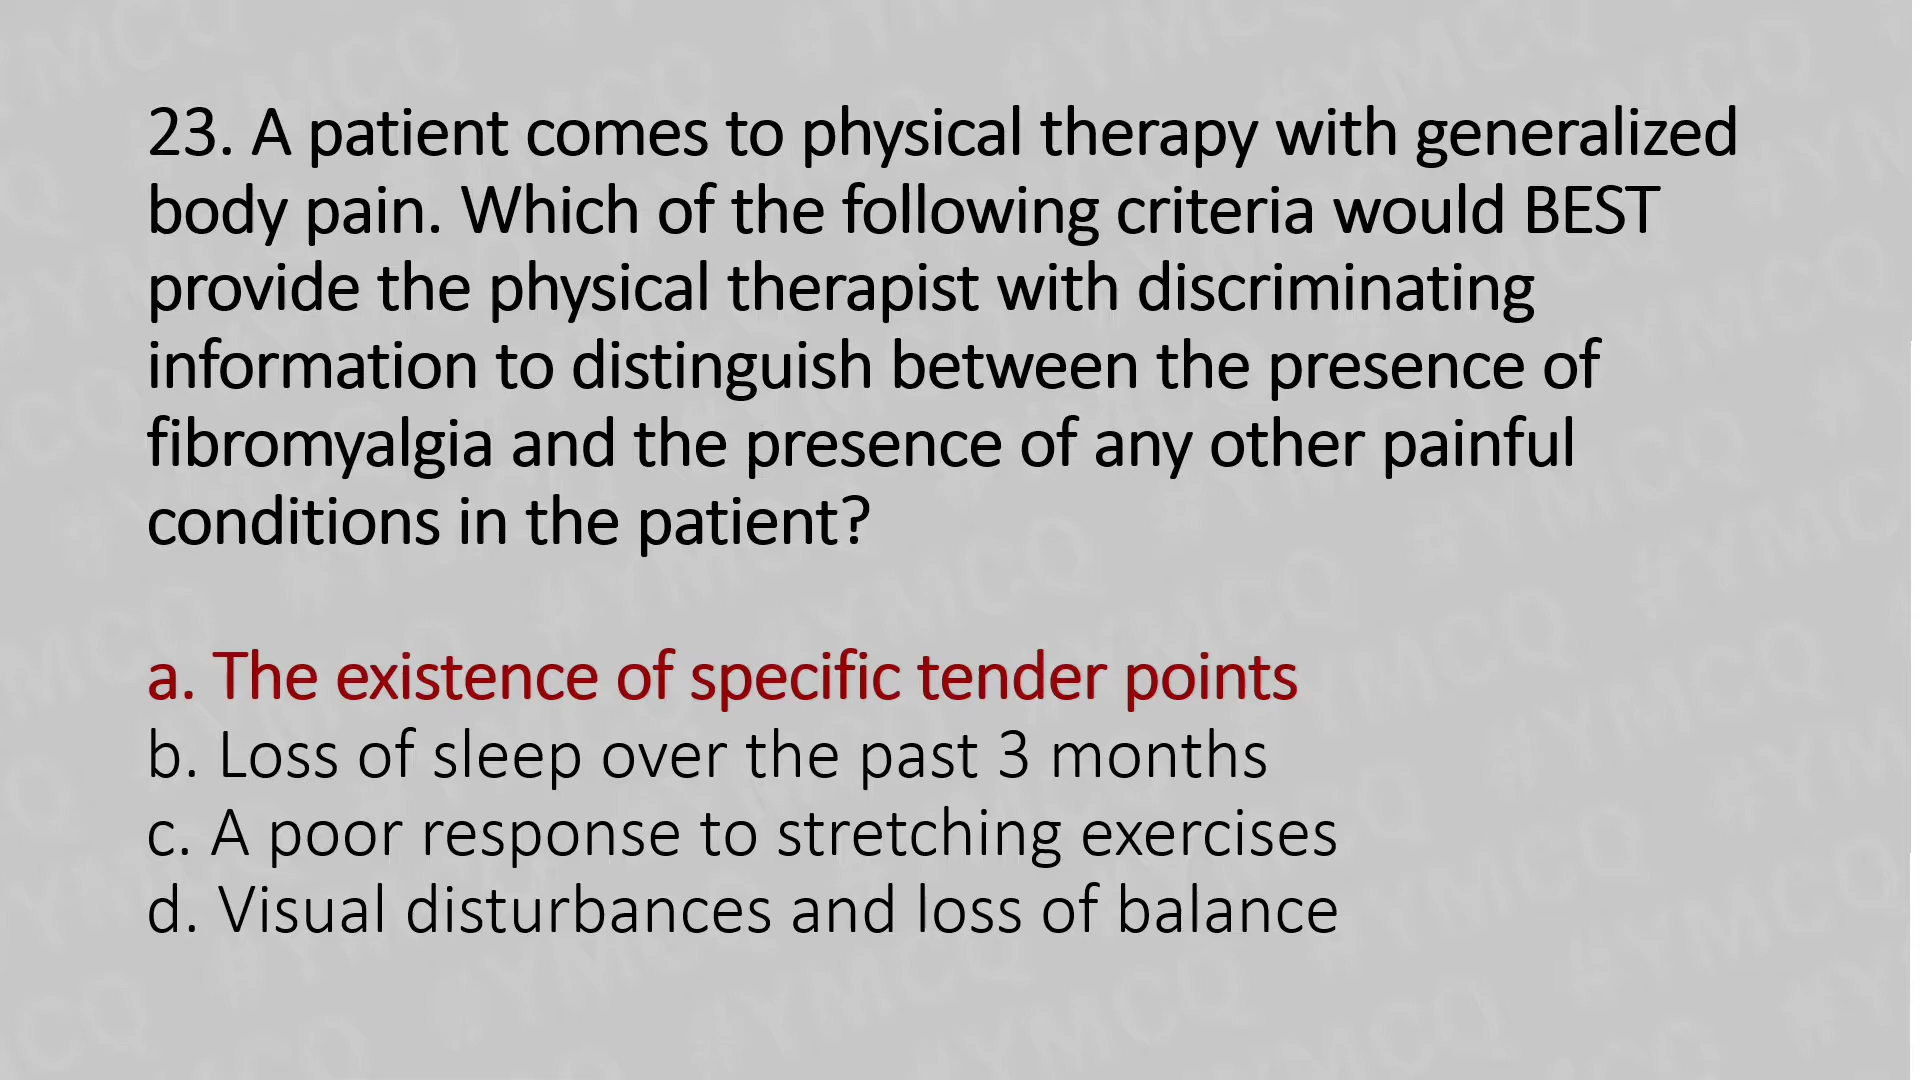 23. A patient comes to physical therapy with generalized
body pain. Which of the following criteria would BEST
provide the physical therapist with discriminating
information to distinguish between the presence of
fibromyalgia and the presence of any other painful
conditions in the patient?
a. The existence of specific tender points
b. Loss of sleep over the past 3 months
c. A poor response to stretching exercises
d. Visual disturbances and loss of balance
#YMCQ